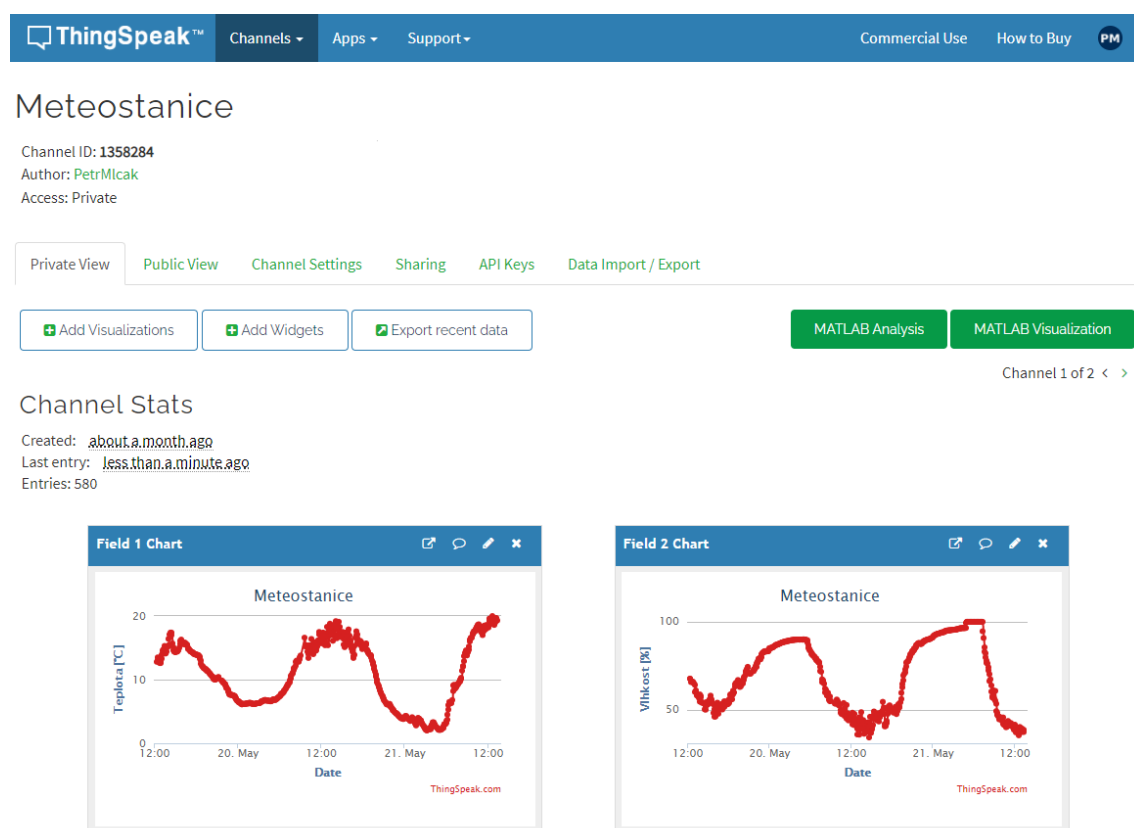 ThingSpeak™ Channels Apps Support Commercial Use How to Buy PM
Meteostanice
Channel ID: 1358284
Author: PetrMlcak
Access: Private
Private View Public View Channel Settings Sharing API Keys Data Import / Export
Add Visualizations Add Widgets Export recent data MATLAB Analysis MATLAB Visualization
Channel 1 of 2 < >
Channel Stats
Created: about a month ago
Last entry: less than a minute ago
Entries: 580
Field 1 Chart
Meteostanice
Teplota [°C]
20
10
0
12:00 20. May 12:00 21. May 12:00
Date
ThingSpeak.com
Field 2 Chart
Meteostanice
Vlhkost [%]
100
50
12:00 20. May 12:00 21. May 12:00
Date
ThingSpeak.com